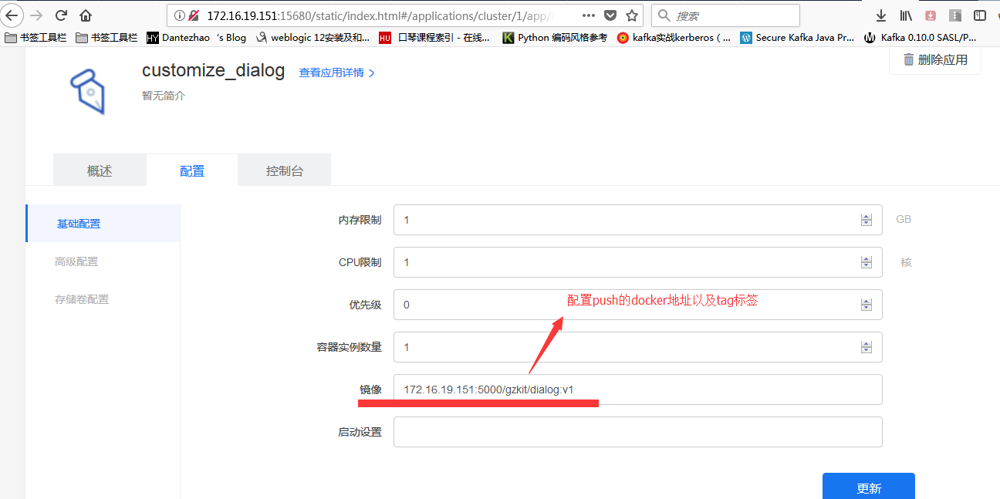 172.16.19.151:15680/static/index.html#/applications/cluster/1/app/
搜索
书签工具栏 书签工具栏 HY Dantezhao 's Blog weblogic 12安装及和... HU 口琴课程索引 - 在线... K Python 编码风格参考 kafka实战kerberos ( ... Secure Kafka Java Pr... Kafka 0.10.0 SASL/P...
customize_dialog 查看应用详情
删除应用
暂无简介
概述 配置 控制台
基础配置
高级配置
存储卷配置
内存限制 1 GB
CPU限制 1 核
配置push的docker地址以及tag标签
优先级 0
容器实例数量 1
镜像 172.16.19.151:5000/gzkit/dialog:v1
启动设置
更新